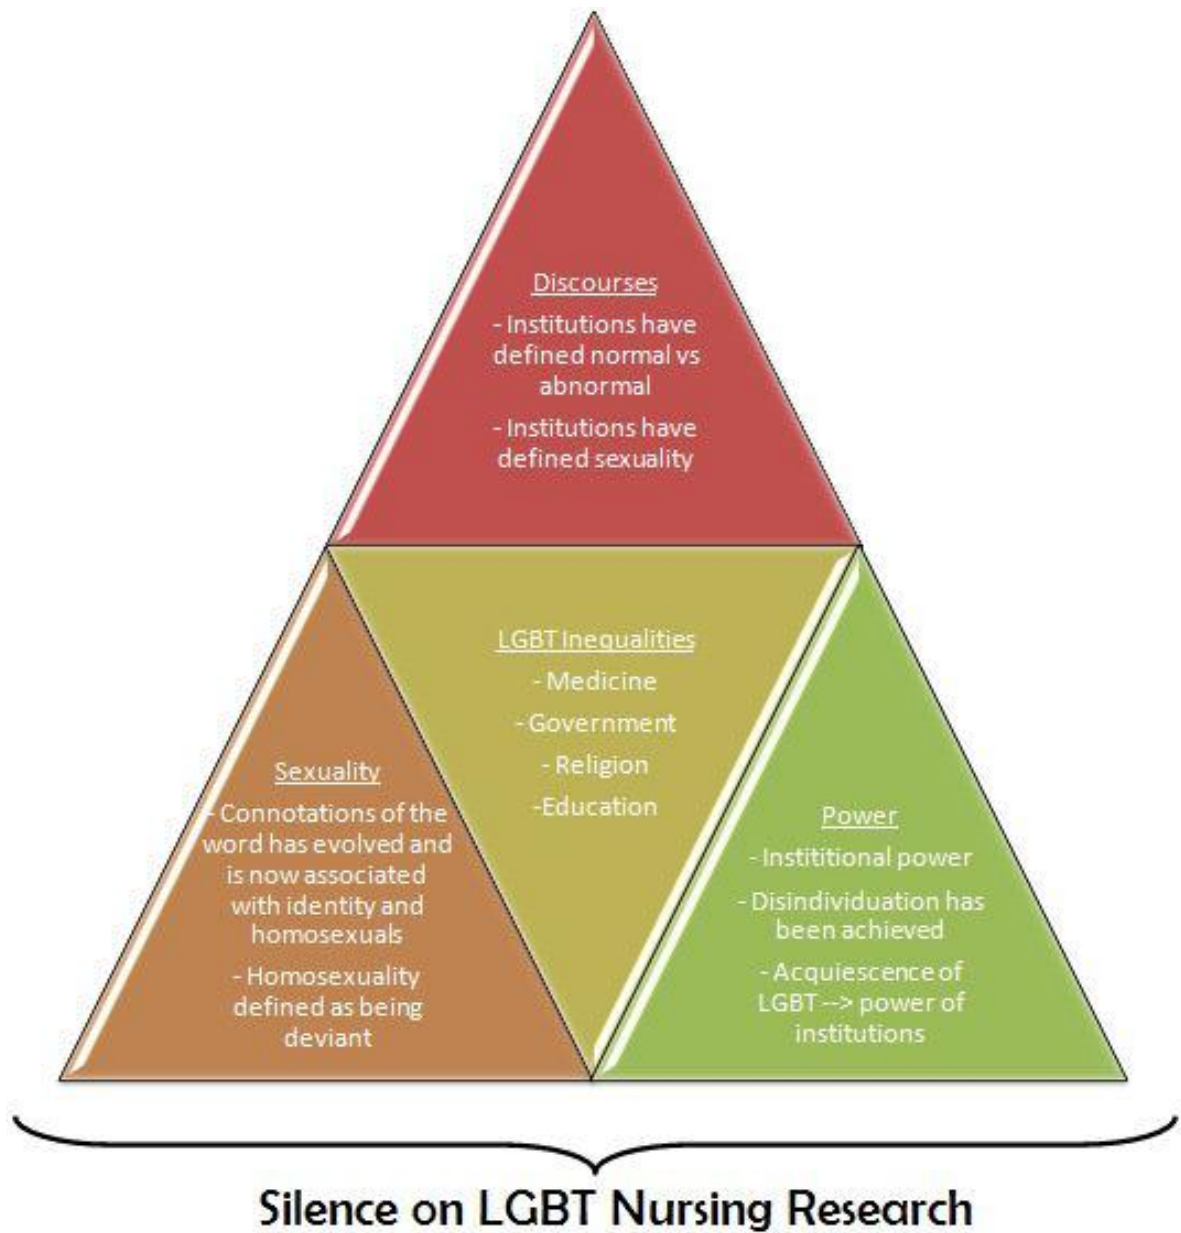 Discourses
- Institutions have
defined normal vs
abnormal
- Institutions have
defined sexuality
LGBT Inequalities
- Medicine
- Government
- Religion
-Education
Sexuality
- Connotations of the
word has evolved and
is now associated
with identity and
homosexuals
- Homosexuality
defined as being
deviant
Power
- Instititional power
- Disindividuation has
been achieved
- Acquiescence of
LGBT --> power of
institutions
Silence on LGBT Nursing Research